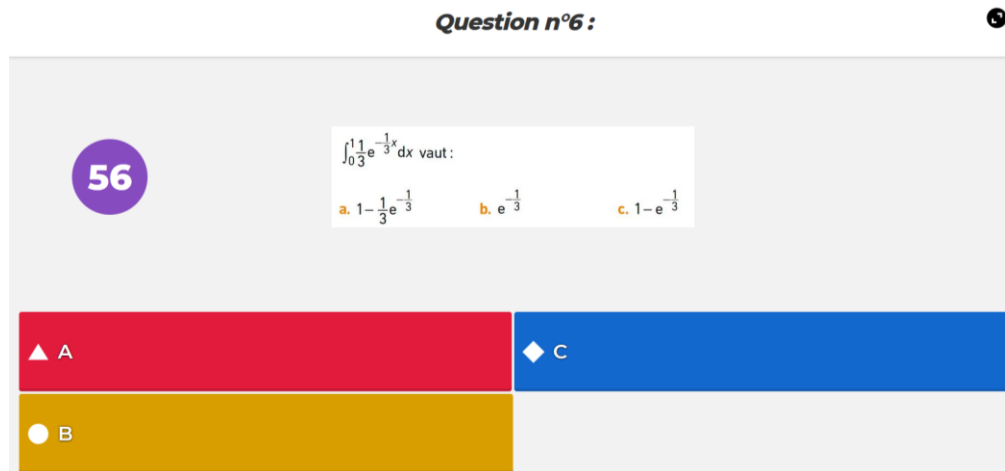 Question n°6 :
56
∫₀¹ 1/3 e^(-1/3 x) dx vaut :
a. 1 - 1/3 e^(-1/3) b. e^(-1/3) c. 1 - e^(-1/3)
A
C
B